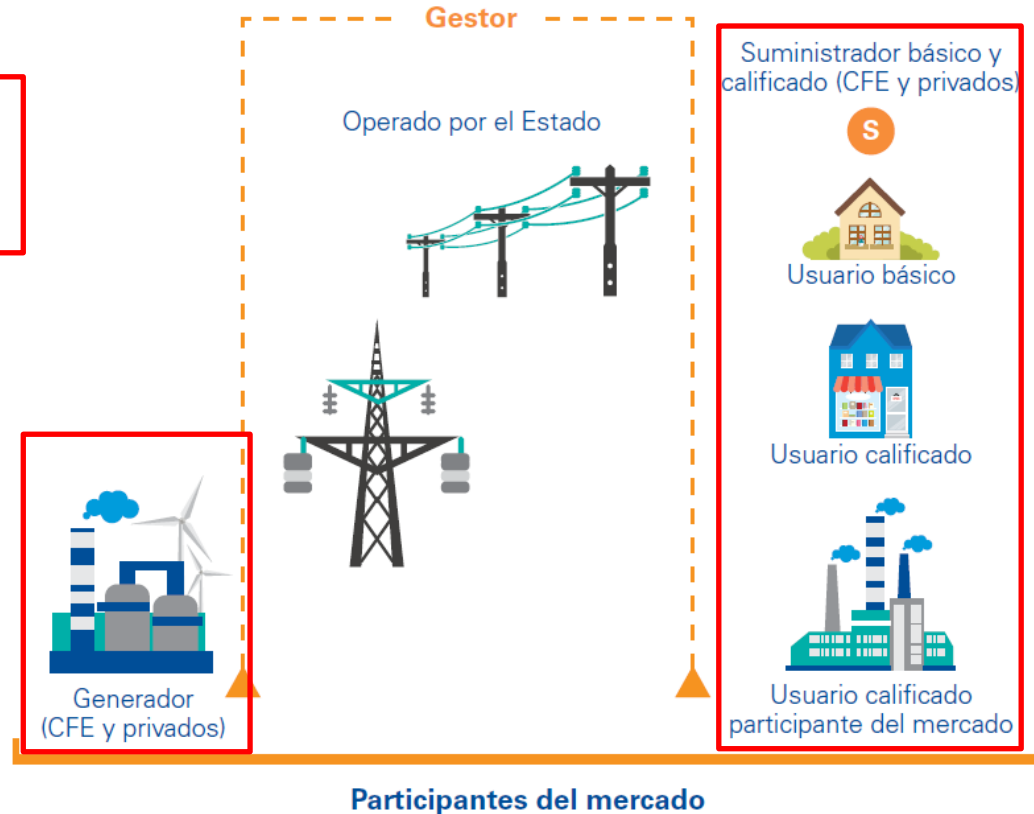 Gestor
Operado por el Estado
Suministrador básico y
calificado (CFE y privados)
S
Usuario básico
Usuario calificado
Usuario calificado
participante del mercado
Generador
(CFE y privados)
Participantes del mercado